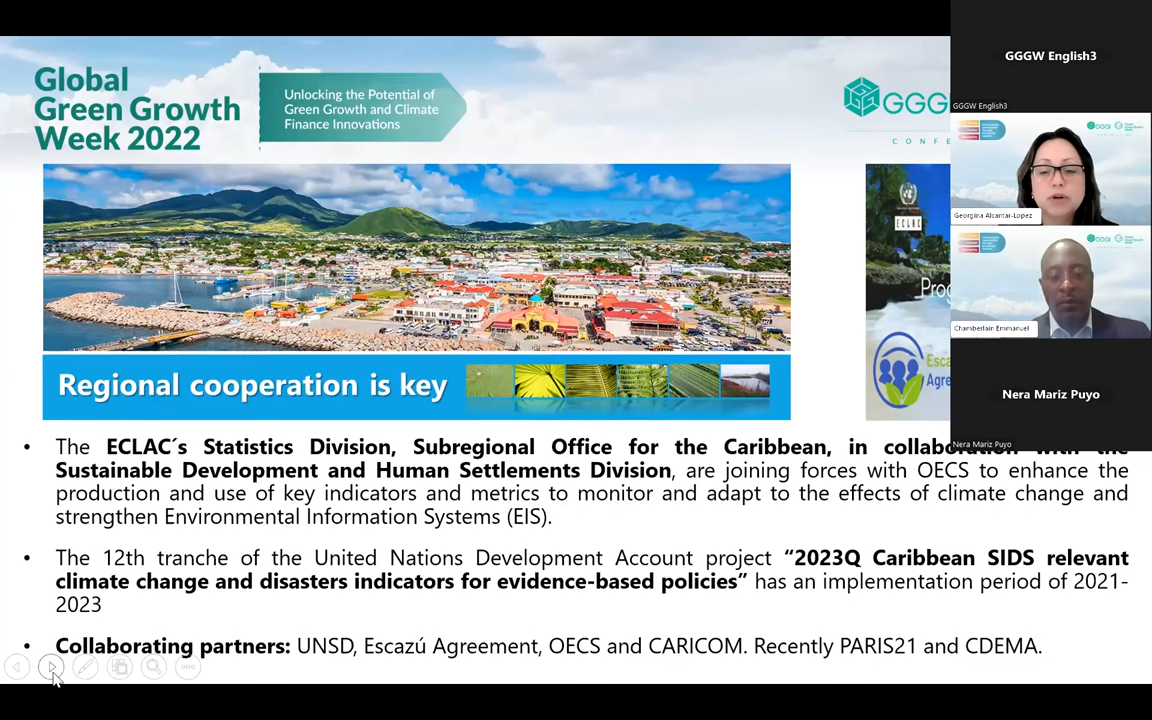 Global
Green Growth
Week 2022
Unlocking the Potential of
Green Growth and Climate
Finance Innovations
GGG
CONFE
GGGW English3
GGGW English3
Georgina Alcantar-Lopez
Chamberlain Emmanuel
Nera Mariz Puyo
Nera Mariz Puyo
ECLAC
Regional cooperation is key
• The ECLAC´s Statistics Division, Subregional Office for the Caribbean, in collaboration with the
Sustainable Development and Human Settlements Division, are joining forces with OECS to enhance the
production and use of key indicators and metrics to monitor and adapt to the effects of climate change and
strengthen Environmental Information Systems (EIS).
• The 12th tranche of the United Nations Development Account project “2023Q Caribbean SIDS relevant
climate change and disasters indicators for evidence-based policies” has an implementation period of 2021-
2023
• Collaborating partners: UNSD, Escazú Agreement, OECS and CARICOM. Recently PARIS21 and CDEMA.